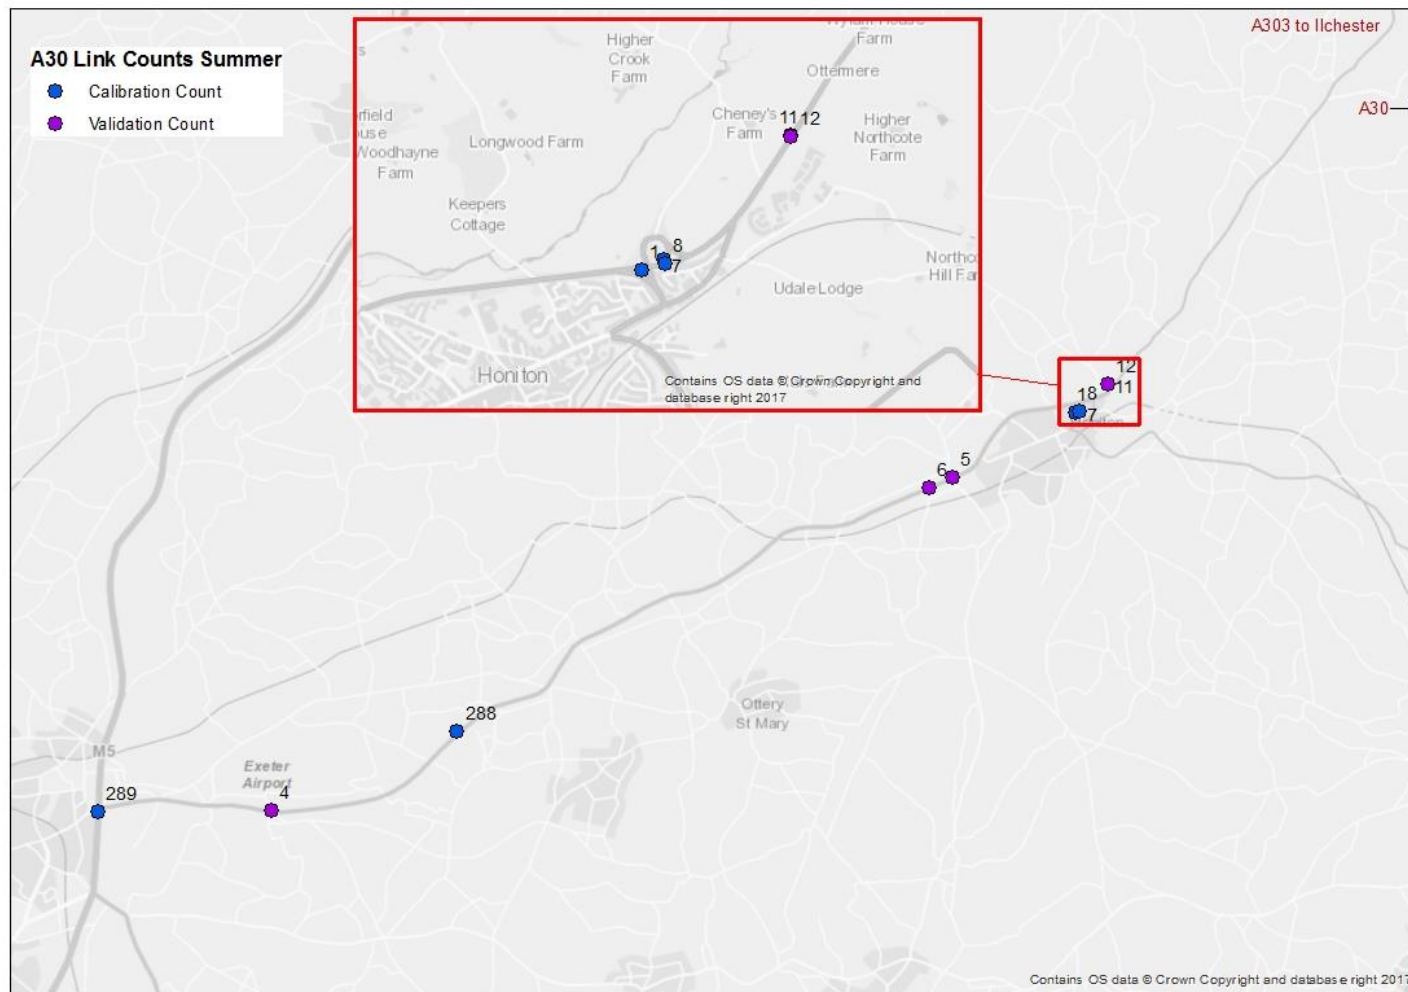 A30 Link Counts Summer
Calibration Count
Validation Count
A303 to Ilchester
A30
Farm
Higher
Crook
Farm
Ottermere
Cheney's
Farm
11 12
Higher
Northcote
Farm
Longwood Farm
Woodhayne
Farm
Keepers
Cottage
1
8
7
Hill
Udale Lodge
Honiton
Contains OS data © Crown Copyright and
database right 2017
12
11
18
7
5
6
288
Ottery
St Mary
M5
Exeter
Airport
289
4
Contains OS data © Crown Copyright and database right 2017